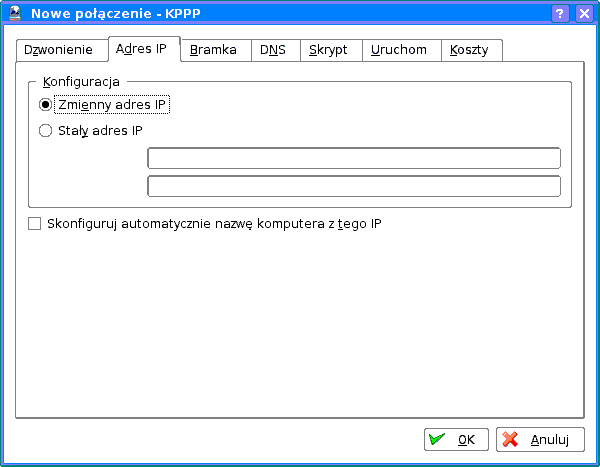 Nowe połączenie - KPPP
Dzwonienie Adres IP Bramka DNS Skrypt Uruchom Koszty
Konfiguracja
Zmienny adres IP
Stały adres IP
Skonfiguruj automatycznie nazwę komputera z tego IP
OK Anuluj